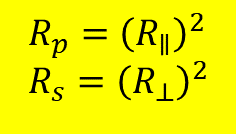 R_p = (R_∥)^2
R_s = (R_⊥)^2